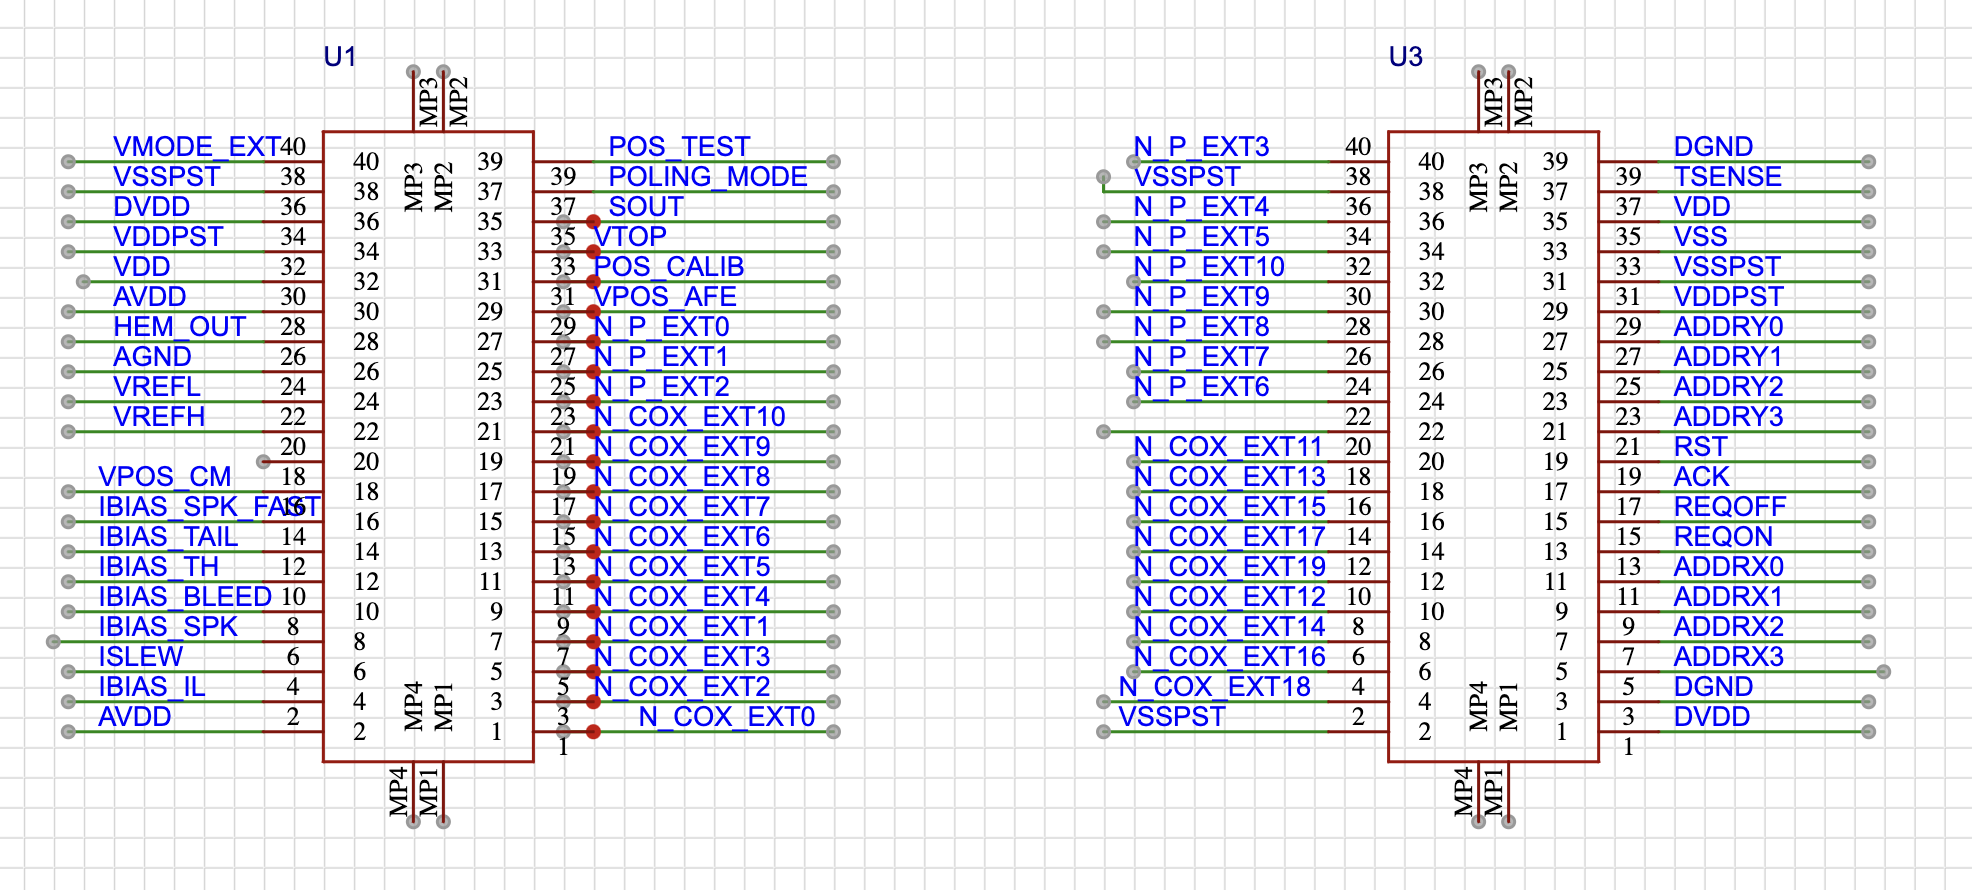 U1 U3
MP3 MP2 MP3 MP2
VMODE_EXT 40 40 MP3 MP2 39 POS_TEST N_P_EXT3 40 40 MP3 MP2 39 DGND
VSSPST 38 38 37 39 POLING_MODE VSSPST 38 38 37 39 TSENSE
DVDD 36 36 35 37 SOUT N_P_EXT4 36 36 35 37 VDD
VDDPST 34 34 33 35 VTOP N_P_EXT5 34 34 33 35 VSS
VDD 32 32 31 33 POS_CALIB N_P_EXT10 32 32 31 33 VSSPST
AVDD 30 30 29 31 VPOS_AFE N_P_EXT9 30 30 29 31 VDDPST
HEM_OUT 28 28 27 29 N_P_EXT0 N_P_EXT8 28 28 27 29 ADDRY0
AGND 26 26 25 27 N_P_EXT1 N_P_EXT7 26 26 25 27 ADDRY1
VREFL 24 24 23 25 N_P_EXT2 N_P_EXT6 24 24 23 25 ADDRY2
VREFH 22 22 21 23 N_COX_EXT10 22 22 21 23 ADDRY3
20 20 19 21 N_COX_EXT9 N_COX_EXT11 20 20 19 21 RST
VPOS_CM 18 18 17 19 N_COX_EXT8 N_COX_EXT13 18 18 17 19 ACK
IBIAS_SPK_FAST 16 16 15 17 N_COX_EXT7 N_COX_EXT15 16 16 15 17 REQOFF
IBIAS_TAIL 14 14 13 15 N_COX_EXT6 N_COX_EXT17 14 14 13 15 REQON
IBIAS_TH 12 12 11 13 N_COX_EXT5 N_COX_EXT19 12 12 11 13 ADDRX0
IBIAS_BLEED 10 10 9 11 N_COX_EXT4 N_COX_EXT12 10 10 9 11 ADDRX1
IBIAS_SPK 8 8 7 9 N_COX_EXT1 N_COX_EXT14 8 8 7 9 ADDRX2
ISLEW 6 6 5 7 N_COX_EXT3 N_COX_EXT16 6 6 5 7 ADDRX3
IBIAS_IL 4 4 MP4 MP1 3 5 N_COX_EXT2 N_COX_EXT18 4 4 MP4 MP1 3 5 DGND
AVDD 2 2 1 3 N_COX_EXT0 VSSPST 2 2 1 3 DVDD
1 1
MP4 MP1 MP4 MP1